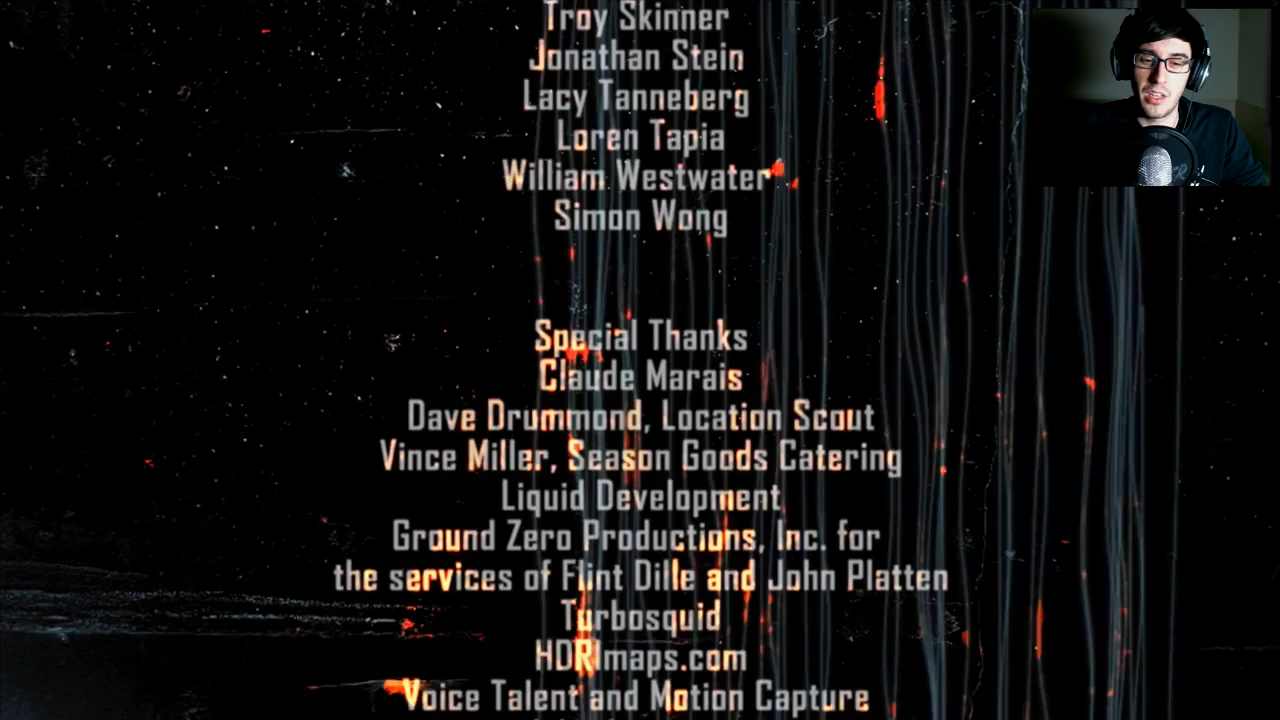 Troy Skinner
Jonathan Stein
Lacy Tanneberg
Loren Tapia
William Westwater
Simon Wong
Special Thanks
Claude Marais
Dave Drummond, Location Scout
Vince Miller, Season Goods Catering
Liquid Development
Ground Zero Productions, Inc. for
the services of Flint Dille and John Platten
Turbosquid
HDRImaps.com
Voice Talent and Motion Capture